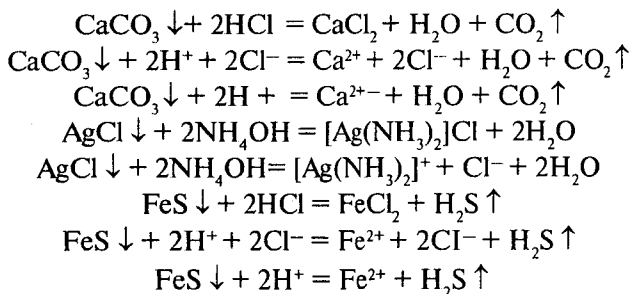 CaCO₃↓+ 2HCl = CaCl₂ + H₂O + CO₂↑
CaCO₃↓ + 2H⁺ + 2Cl⁻ = Ca²⁺ + 2Cl⁻ + H₂O + CO₂↑
CaCO₃↓ + 2H + = Ca²⁺⁻ + H₂O + CO₂↑
AgCl ↓ + 2NH₄OH = [Ag(NH₃)₂]Cl + 2H₂O
AgCl ↓ + 2NH₄OH= [Ag(NH₃)₂]⁺ + Cl⁻ + 2H₂O
FeS ↓ + 2HCl = FeCl₂ + H₂S ↑
FeS ↓ + 2H⁺ + 2Cl⁻ = Fe²⁺ + 2CI⁻ + H₂S ↑
FeS ↓ + 2H⁺ = Fe²⁺ + H₂S ↑